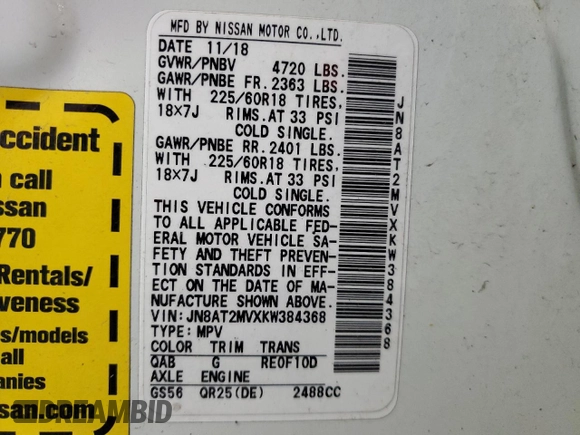 MFD BY NISSAN MOTOR CO.,LTD.
DATE 11/18
GVWR/PNBV 4720 LBS.
GAWR/PNBE FR. 2363 LBS.
WITH 225/60R18 TIRES,
18×7J RIMS.AT 33 PSI
COLD SINGLE.
GAWR/PNBE RR. 2401 LBS.
WITH 225/60R18 TIRES,
18×7J RIMS.AT 33 PSI
COLD SINGLE.
THIS VEHICLE CONFORMS
TO ALL APPLICABLE FED-
ERAL MOTOR VEHICLE SA-
FETY AND THEFT PREVEN-
TION STANDARDS IN EFF-
ECT ON THE DATE OF MA-
NUFACTURE SHOWN ABOVE.
VIN:JN8AT2MVXKW384368
TYPE:MPV
COLOR TRIM TRANS
QAB G RE0F10D
AXLE ENGINE
GS56 QR25(DE) 2488CC
JN8AT2MVXKW384368
ccident
call
ssan
770
Rentals/
veness
s/models
all
anies
san.com
DREAMBID